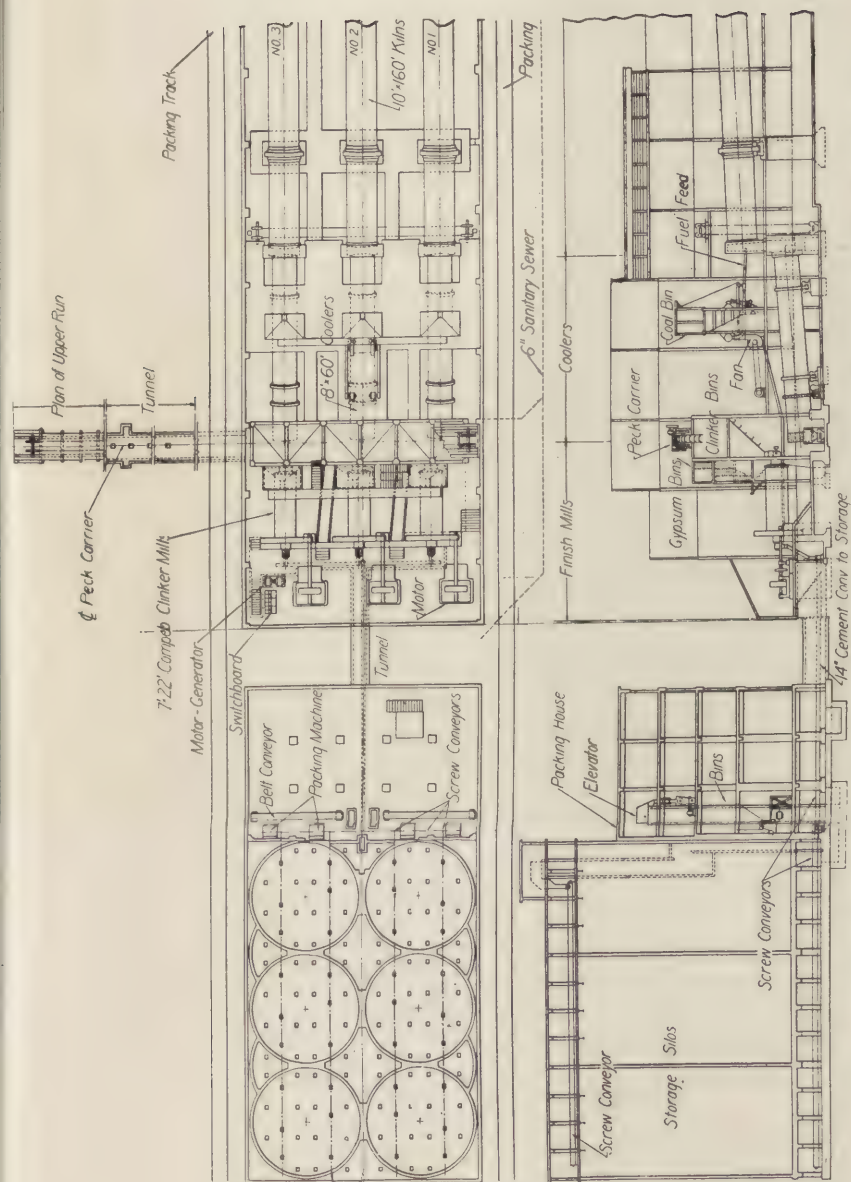 Packing Track
NO. 3
NO. 2
10'×160' Kilns
NO. 1
Packing
Plan of Upper Run
Tunnel
℄ Peck Carrier
8'×60' Coolers
6" Sanitary Sewer
7'·22' Compeb Clinker Mills
Motor-Generator
Switchboard
Motor
Tunnel
Belt Conveyor
Packing Machine
Screw Conveyors
Fuel Feed
Coal Bin
Coolers
Fan
Peck Carrier
Clinker Bins
Gypsum Bins
Finish Mills
14" Cement Conv to Storage
Packing House
Elevator
Bins
Screw Conveyors
Screw Conveyor
Storage Silos